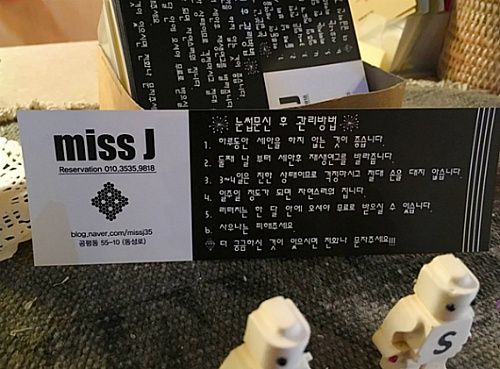 miss J
Reservation 010.3535.9818
blog.naver.com/missj35
공평동 55-10 (동성로)
눈썹문신 후 관리방법
1. 하루동안 세안을 하지 않는 것이 좋습니다.
2. 둘째 날 부터 세안후 재생연고를 발라줍니다.
3. 3~4일은 진한 상태이므로 걱정마시고 절대 손을 대지 않습니다.
4. 일주일 정도가 되면 자연스러워 집니다.
5. 리터치는 한 달 안에 오셔야 무료로 받으실 수 있습니다.
6. 사우나는 피해주세요
더 궁금하신 것이 있으시면 전화나 문자주세요!!!
S